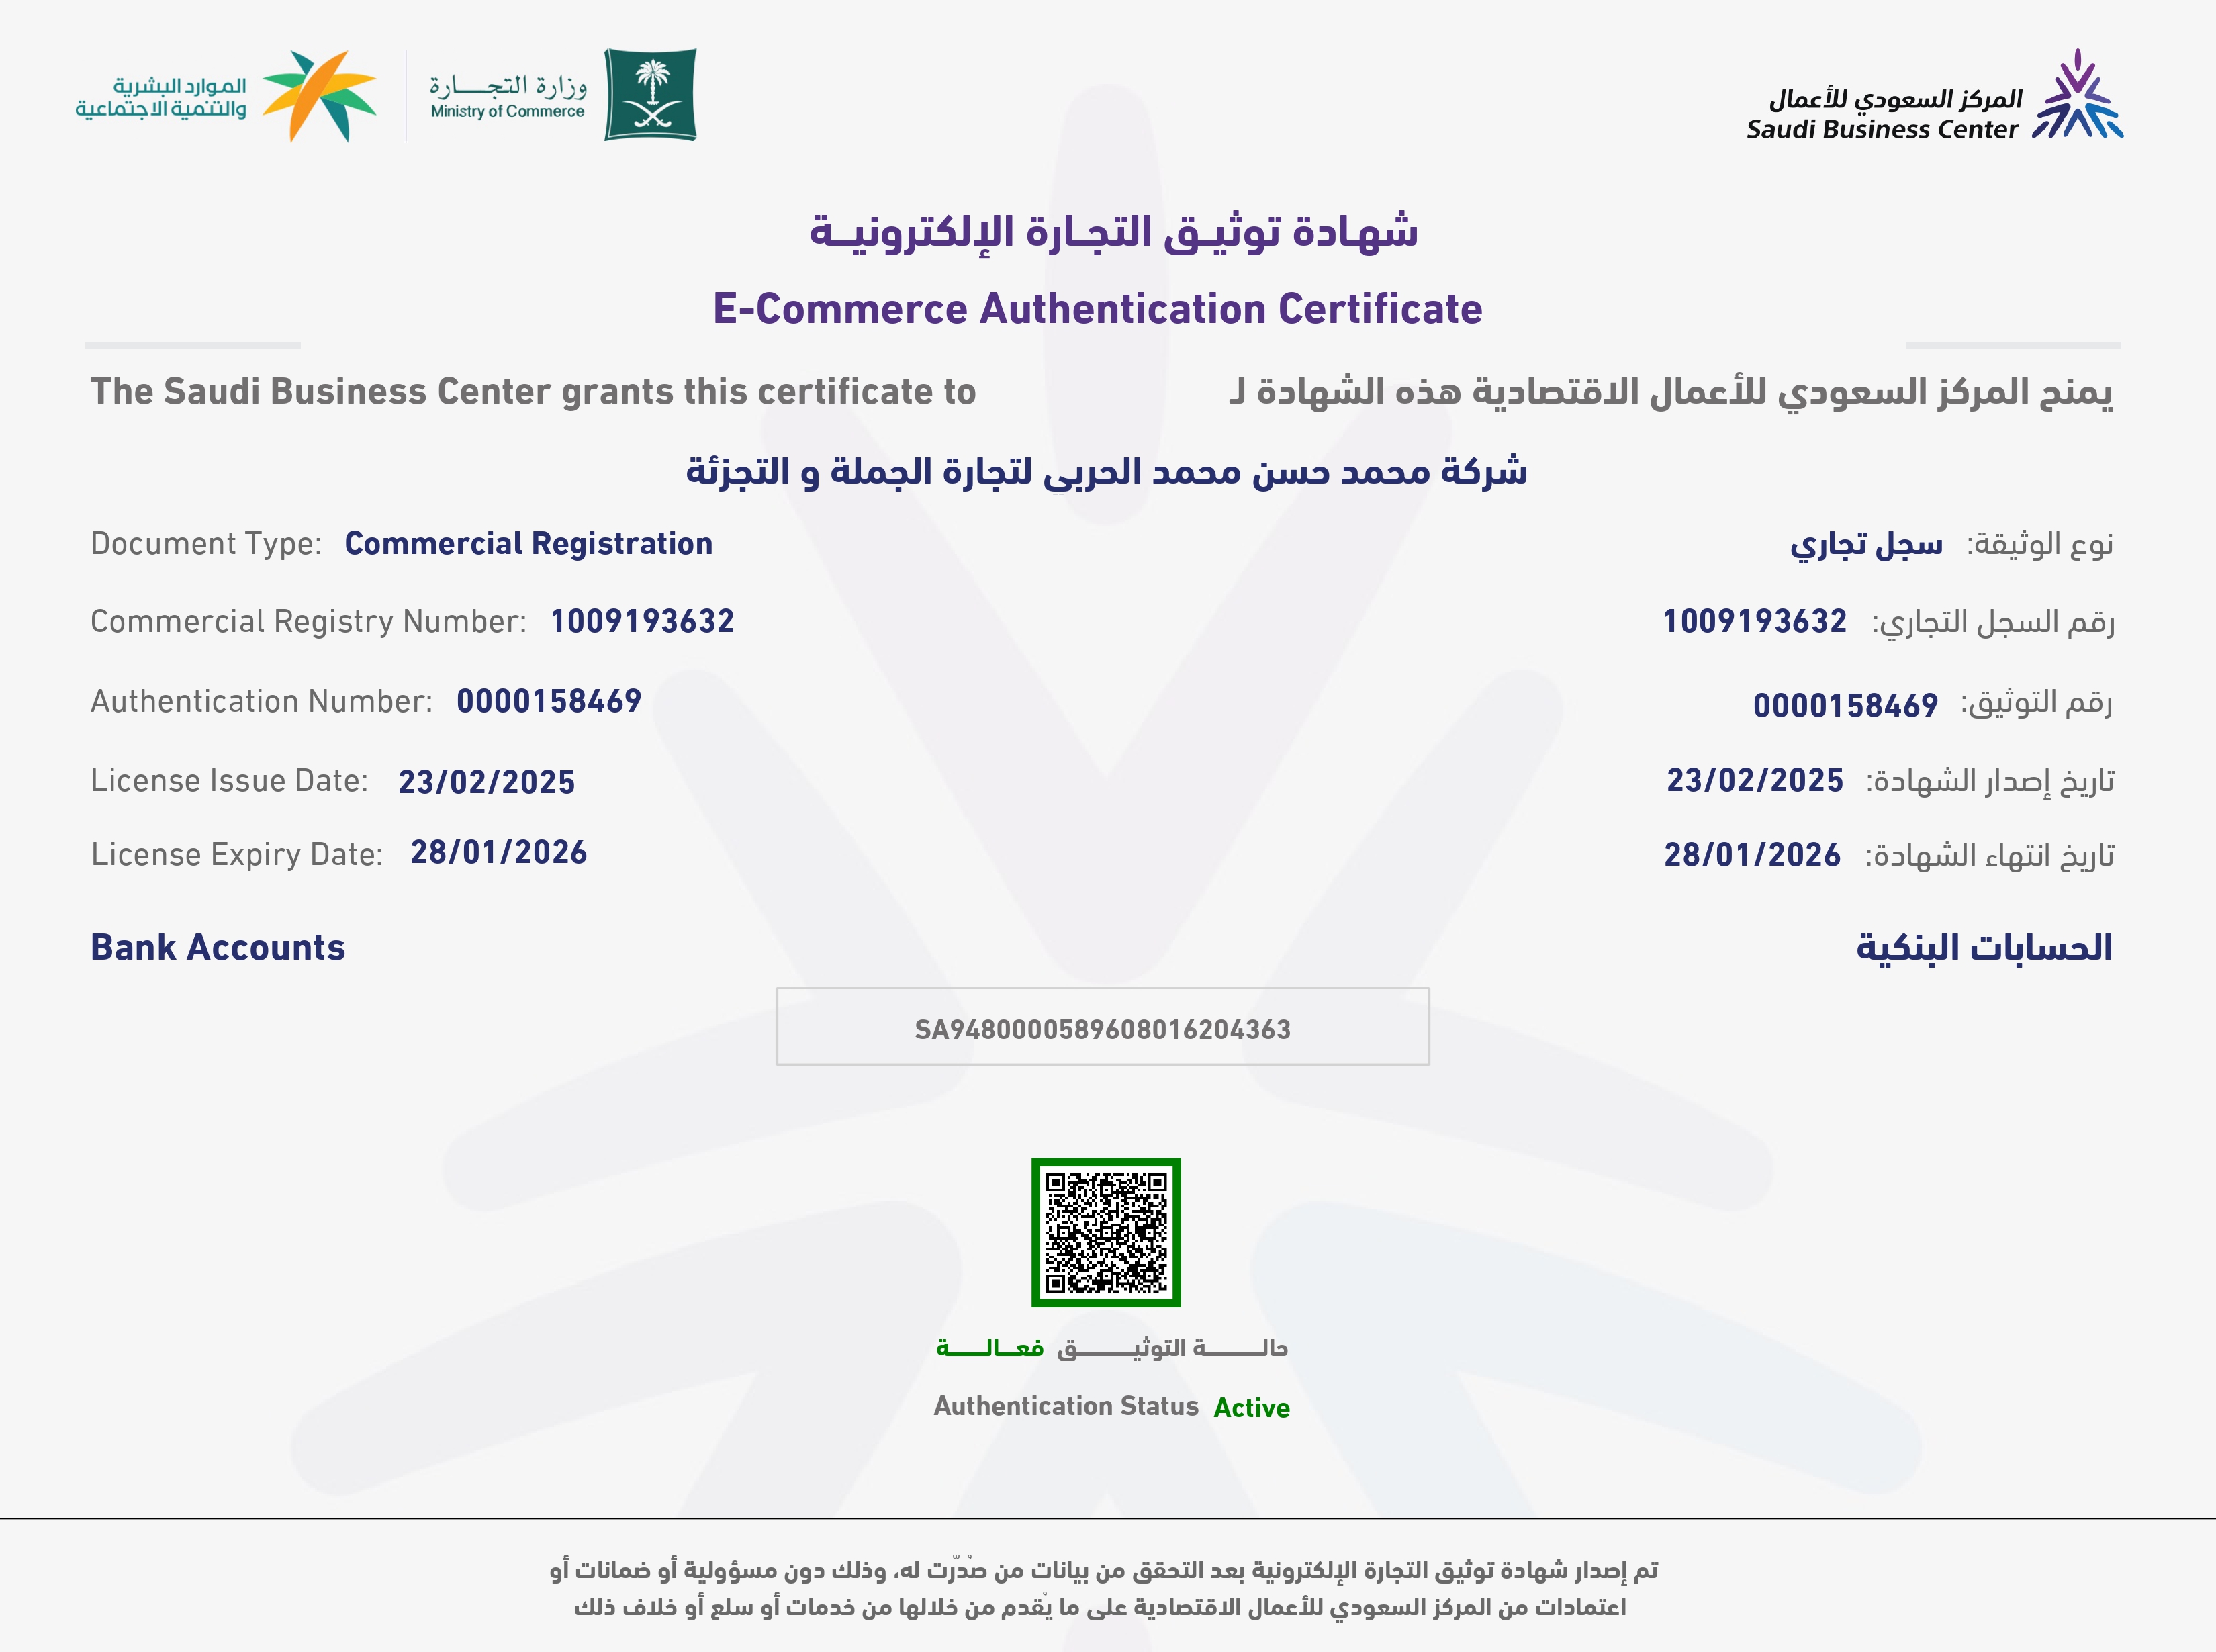 الموارد البشرية
والتنمية الاجتماعية
وزارة التجـــــارة
Ministry of Commerce
المركز السعودي للأعمال
Saudi Business Center
شهـادة توثيـق التجـارة الإلكترونيــة
E-Commerce Authentication Certificate
The Saudi Business Center grants this certificate to
يمنح المركز السعودي للأعمال الاقتصادية هذه الشهادة لـ
شركة محمد حسن محمد الحربى لتجارة الجملة و التجزئة
Document Type: Commercial Registration
نوع الوثيقة: سجل تجاري
Commercial Registry Number: 1009193632
رقم السجل التجاري: 1009193632
Authentication Number: 0000158469
رقم التوثيق: 0000158469
License Issue Date: 23/02/2025
تاريخ إصدار الشهادة: 23/02/2025
License Expiry Date: 28/01/2026
تاريخ انتهاء الشهادة: 28/01/2026
Bank Accounts
الحسابات البنكية
SA9480000589608016204363
حالـــــــة التوثيـــــــق فعـــالـــــة
Authentication Status Active
تم إصدار شهادة توثيق التجارة الإلكترونية بعد التحقق من بيانات من صُدّرت له، وذلك دون مسؤولية أو ضمانات أو
اعتمادات من المركز السعودي للأعمال الاقتصادية على ما يُقدم من خلالها من خدمات أو سلع أو خلاف ذلك